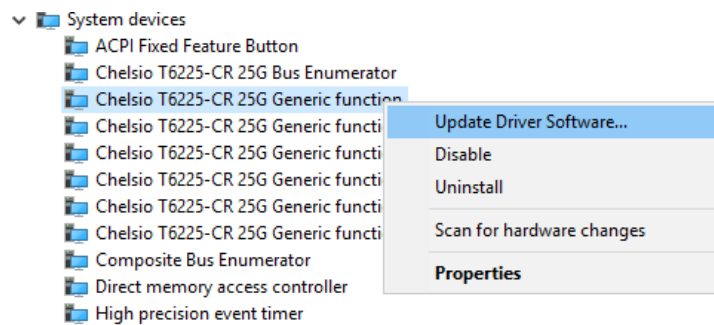 System devices
ACPI Fixed Feature Button
Chelsio T6225-CR 25G Bus Enumerator
Chelsio T6225-CR 25G Generic function
Chelsio T6225-CR 25G Generic functi
Chelsio T6225-CR 25G Generic functi
Chelsio T6225-CR 25G Generic functi
Chelsio T6225-CR 25G Generic functi
Chelsio T6225-CR 25G Generic functi
Composite Bus Enumerator
Direct memory access controller
High precision event timer
Update Driver Software...
Disable
Uninstall
Scan for hardware changes
Properties